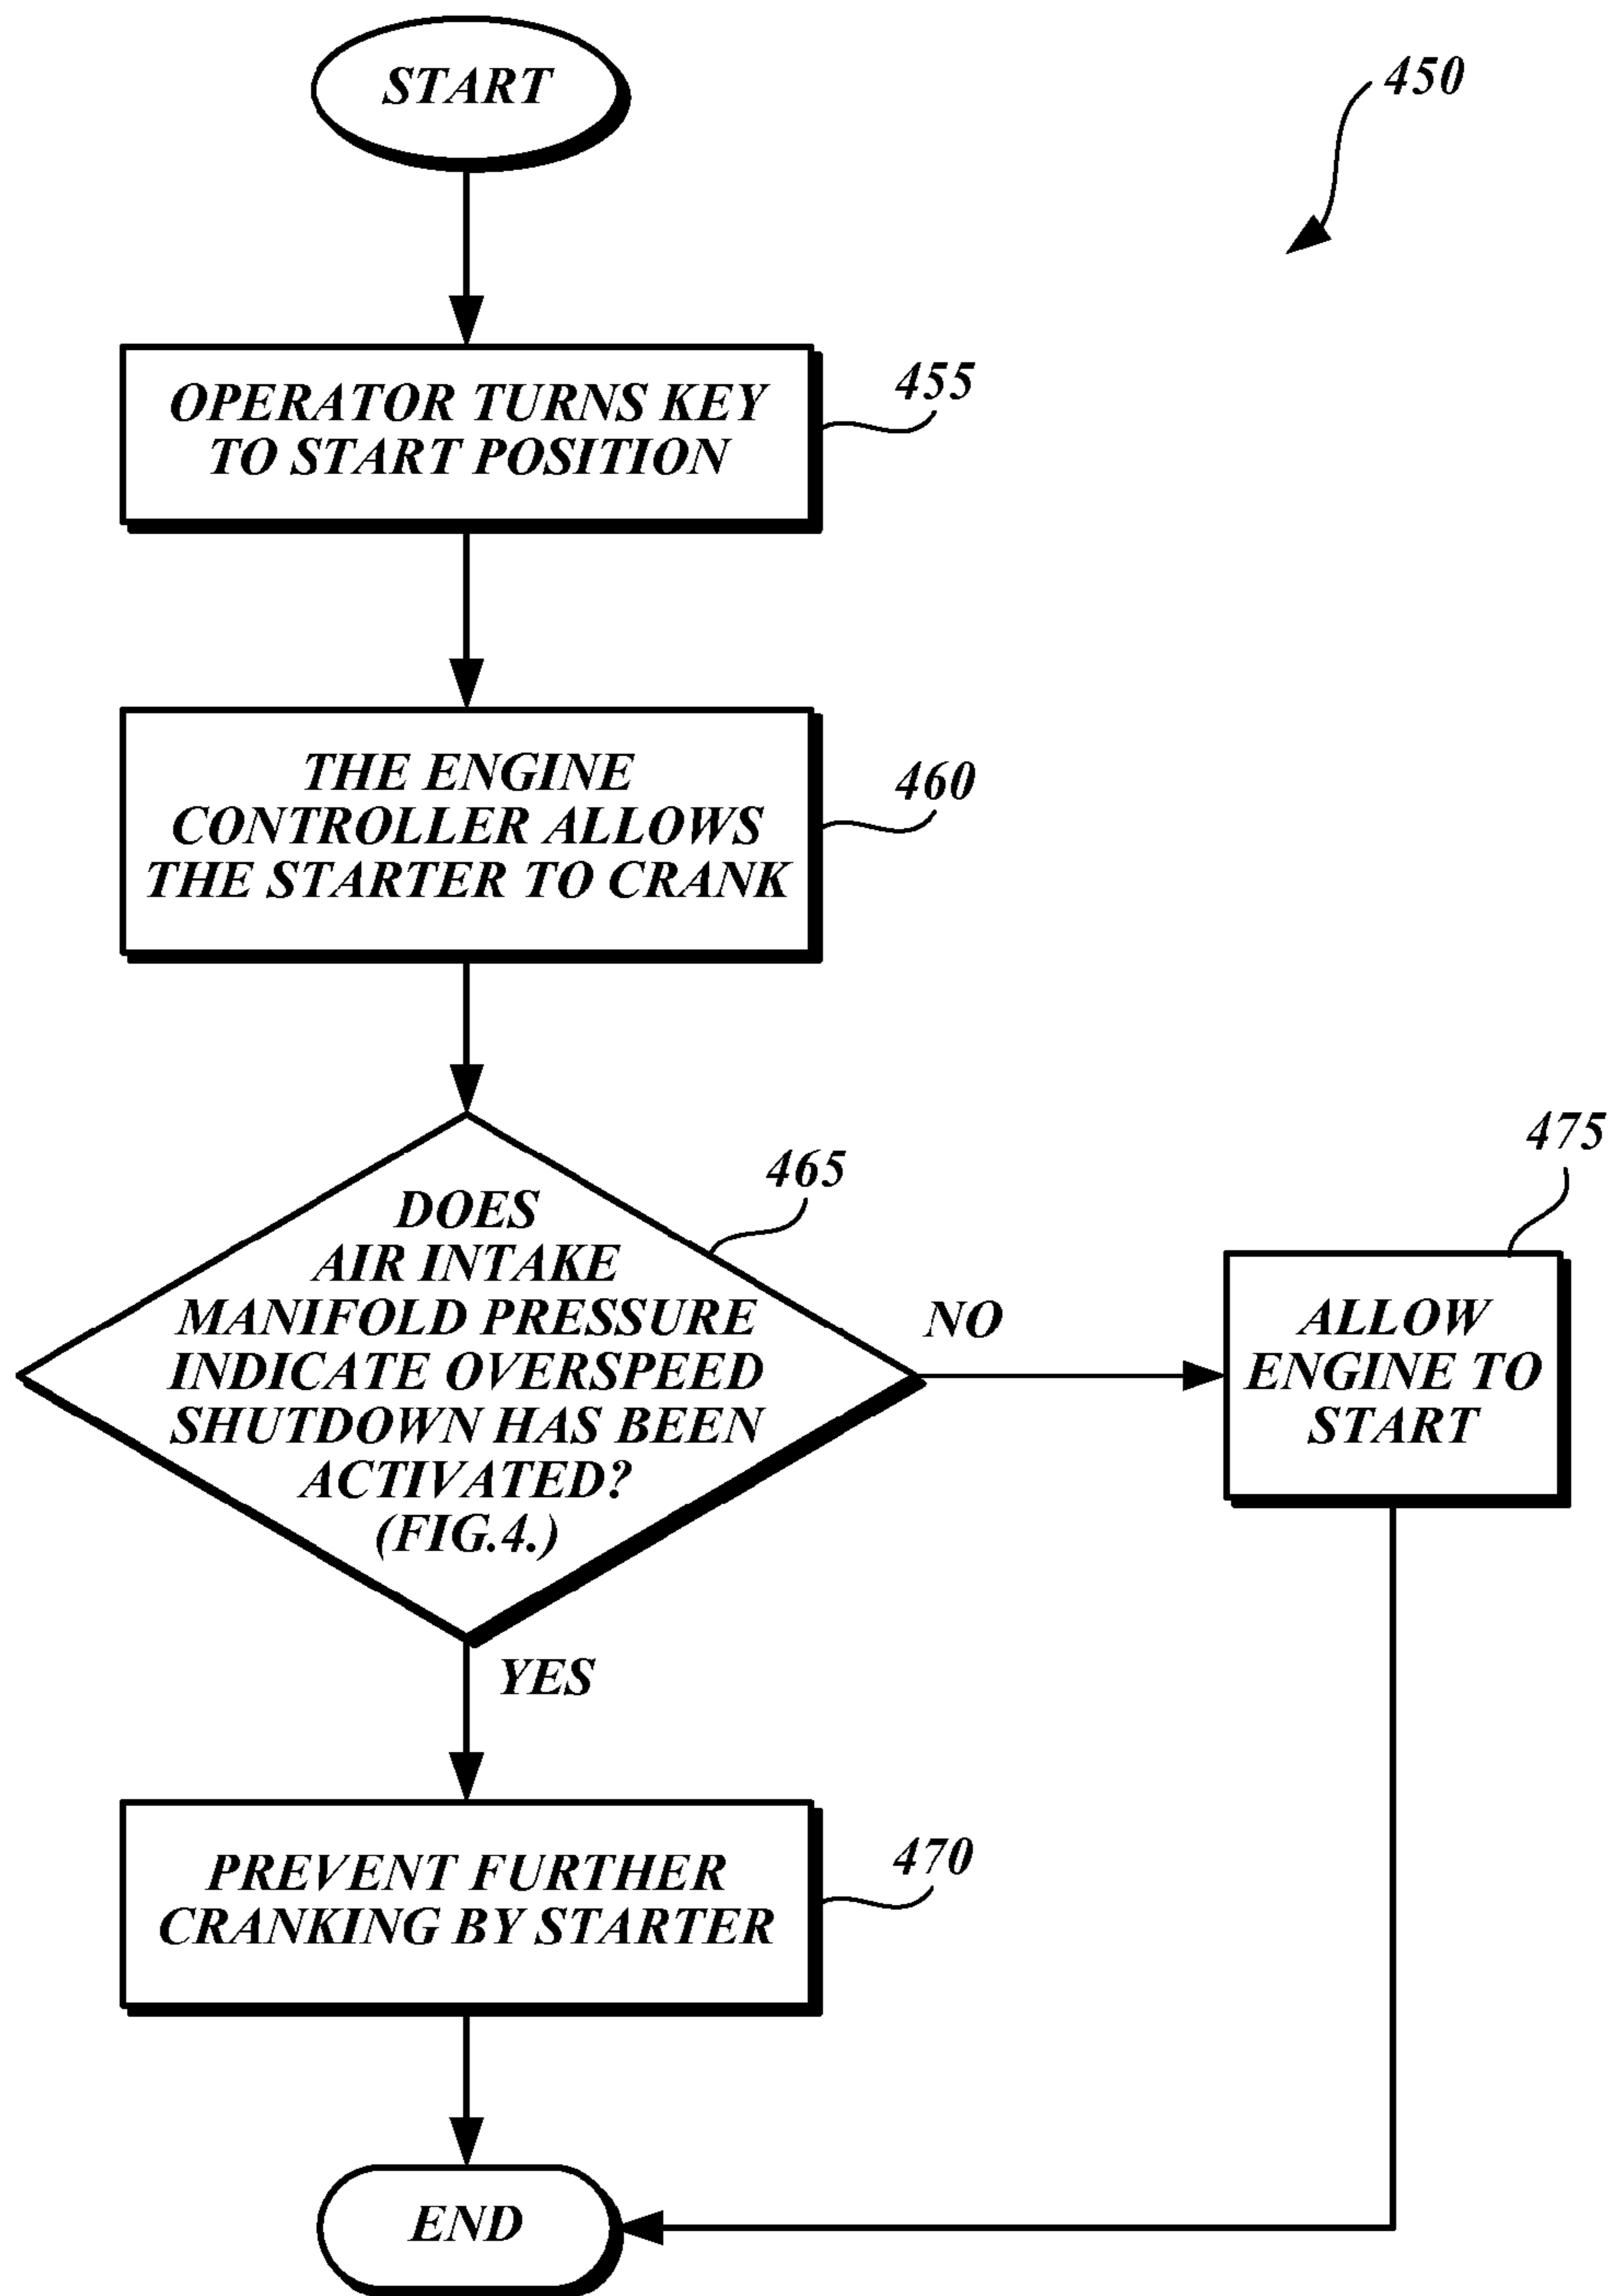 START
450
OPERATOR TURNS KEY
TO START POSITION
455
THE ENGINE
CONTROLLER ALLOWS
THE STARTER TO CRANK
460
DOES
AIR INTAKE
MANIFOLD PRESSURE
INDICATE OVERSPEED
SHUTDOWN HAS BEEN
ACTIVATED?
(FIG.4.)
465
NO
475
ALLOW
ENGINE TO
START
YES
PREVENT FURTHER
CRANKING BY STARTER
470
END